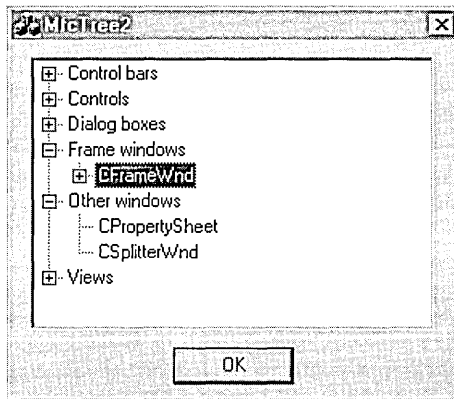 MfcTree2
Control bars
Controls
Dialog boxes
Frame windows
CFrameWnd
Other windows
CPropertySheet
CSplitterWnd
Views
OK